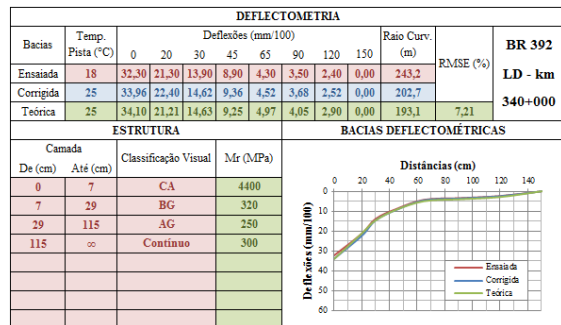 DEFLECTOMETRIA
Bacias Temp. Pista (°C) Deflexões (mm/100) Raio Curv. (m) RMSE (%) BR 392 LD - km 340+000
0 20 30 45 65 90 120 150
Ensaiada 18 32,30 21,30 13,90 8,90 4,30 3,50 2,40 0,00 243,2
Corrigida 25 33,96 22,40 14,62 9,36 4,52 3,68 2,52 0,00 202,7
Teórica 25 34,10 21,21 14,63 9,25 4,97 4,05 2,90 0,00 193,1 7,21
ESTRUTURA BACIAS DEFLECTOMÉTRICAS
Camada Classificação Visual Mr (MPa)
De (cm) Até (cm)
0 7 CA 4400
7 29 BG 320
29 115 AG 250
115 ∞ Contínuo 300
Distâncias (cm)
0 20 40 60 80 100 120 140
Deflexões (mm/100)
0
10
20
30
40
50
60
Ensaiada
Corrigida
Teórica